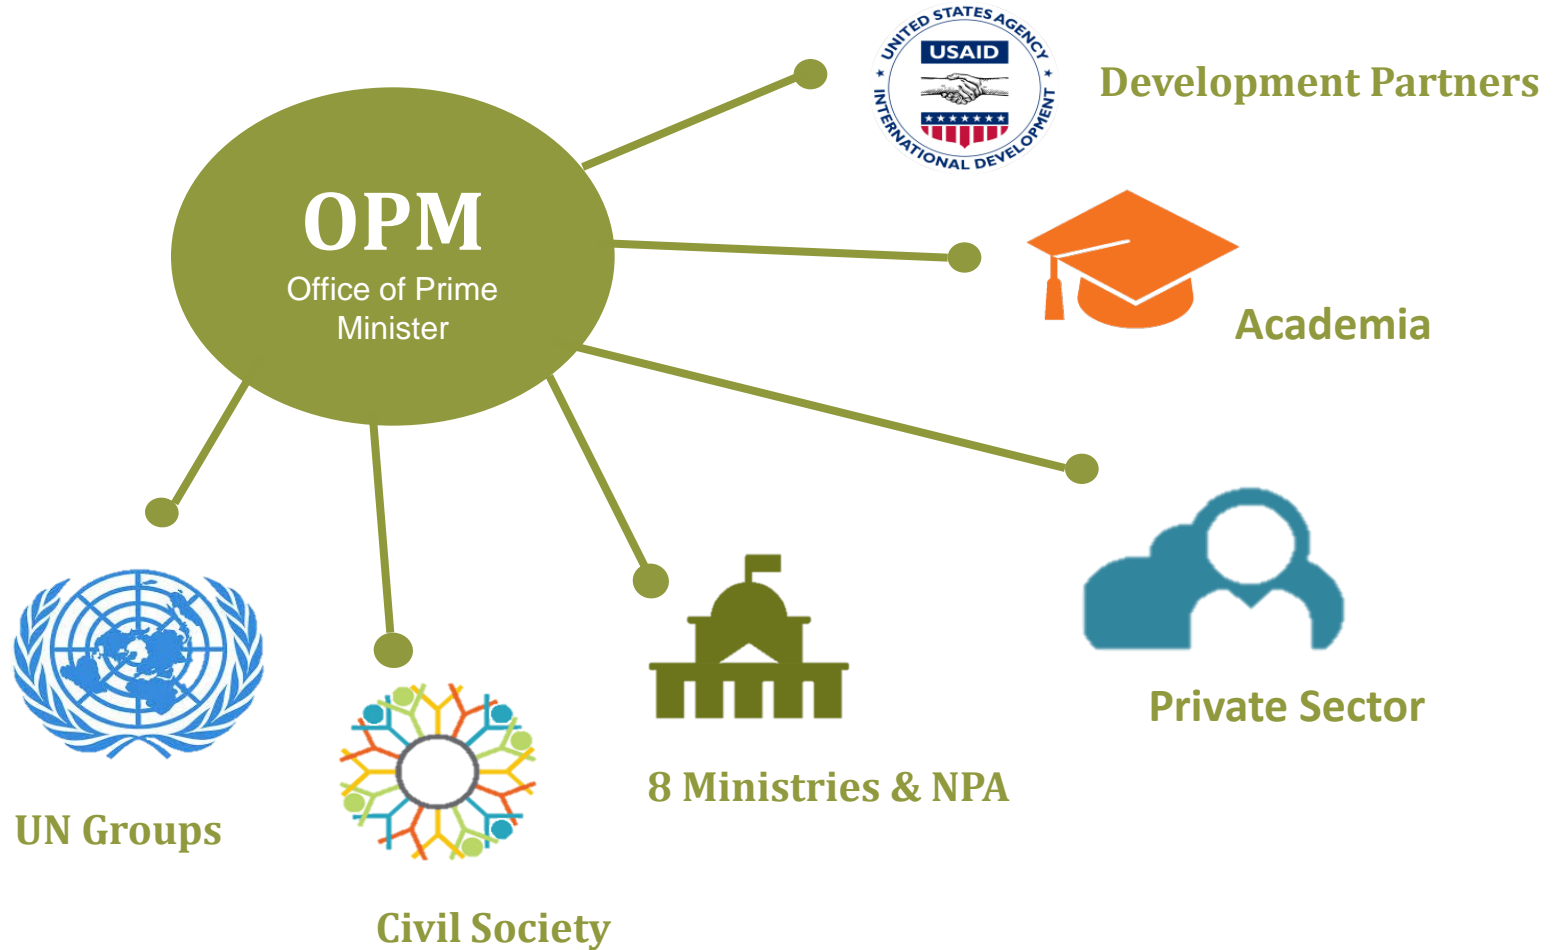 UNITED STATES AGENCY
USAID
INTERNATIONAL DEVELOPMENT
Development Partners
OPM
Office of Prime
Minister
Academia
Private Sector
8 Ministries & NPA
UN Groups
Civil Society